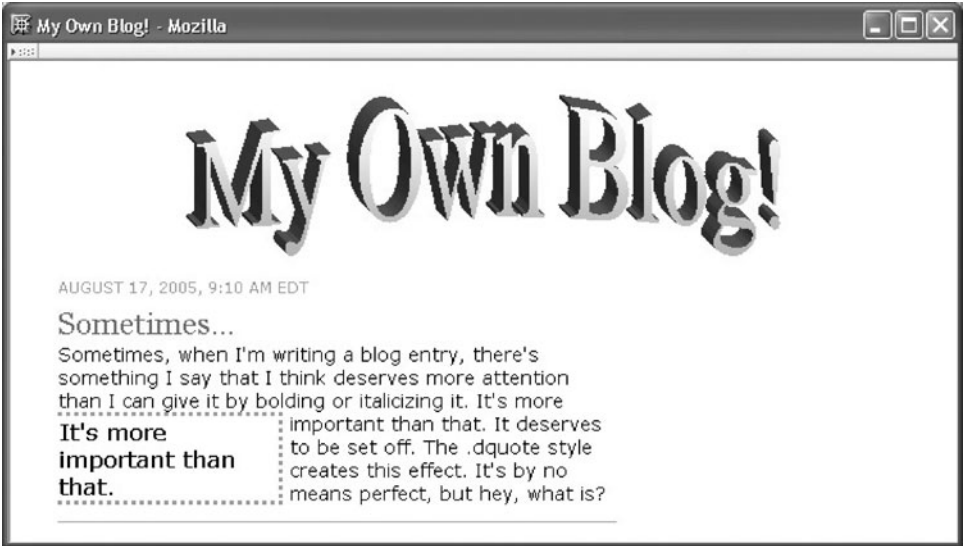 My Own Blog! - Mozilla
My Own Blog!
AUGUST 17, 2005, 9:10 AM EDT
Sometimes...
Sometimes, when I'm writing a blog entry, there's
something I say that I think deserves more attention
than I can give it by bolding or italicizing it. It's more
important than that. It deserves
to be set off. The .dquote style
creates this effect. It's by no
means perfect, but hey, what is?
It's more
important than
that.